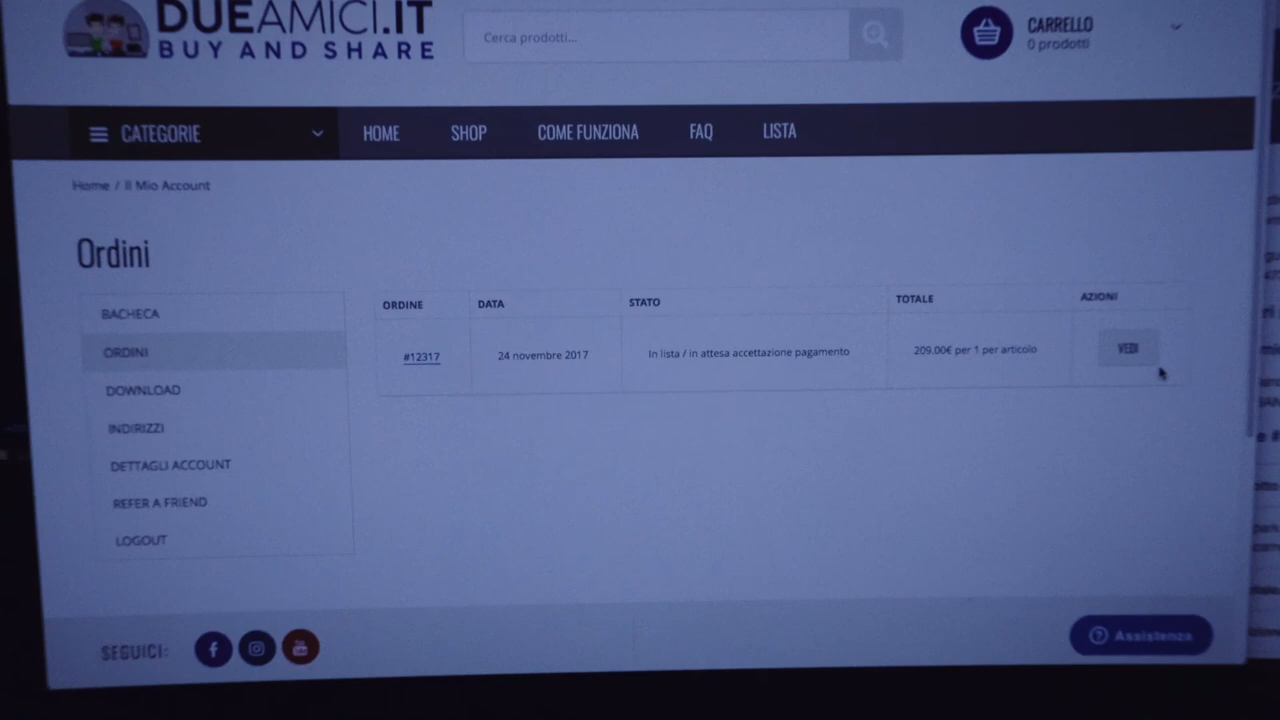 DUEAMICI.IT
BUY AND SHARE
Cerca prodotti...
CARRELLO
0 prodotti
CATEGORIE
HOME
SHOP
COME FUNZIONA
FAQ
LISTA
Home / Il Mio Account
Ordini
BACHECA
ORDINI
DOWNLOAD
INDIRIZZI
DETTAGLI ACCOUNT
REFER A FRIEND
LOGOUT
ORDINE DATA STATO TOTALE AZIONI
#12317 24 novembre 2017 In lista / in attesa accettazione pagamento 209.00€ per 1 per articolo VEDI
SEGUICI:
Assistenza